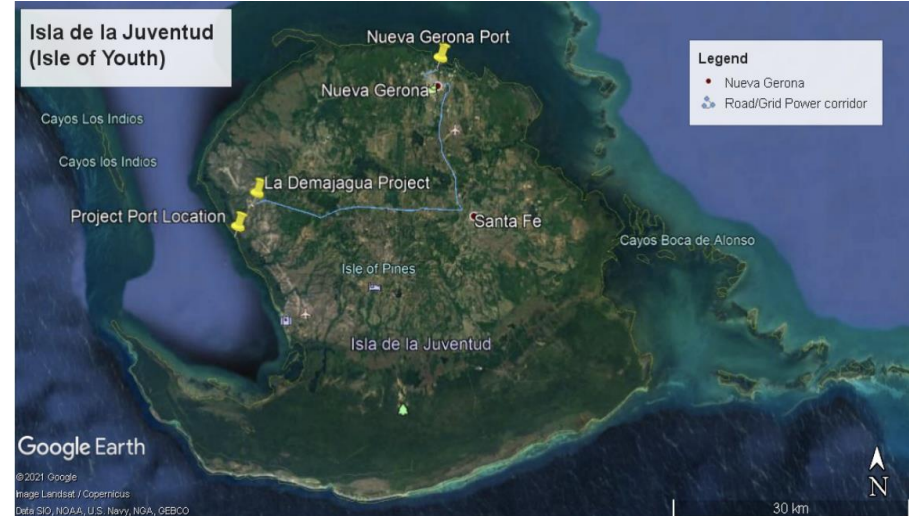 Isla de la Juventud
(Isle of Youth)
Nueva Gerona Port
Legend
Nueva Gerona
Nueva Gerona
Road/Grid Power corridor
Cayos Los Indios
Cayos los Indios
La Demajagua Project
Project Port Location
Santa Fe
Cayos Boca de Alonso
Isle of Pines
Isla de la Juventud
Google Earth
©2021 Google
Image Landsat / Copernicus
Data SIO, NOAA, U.S. Navy, NGA, GEBCO
N
30 km